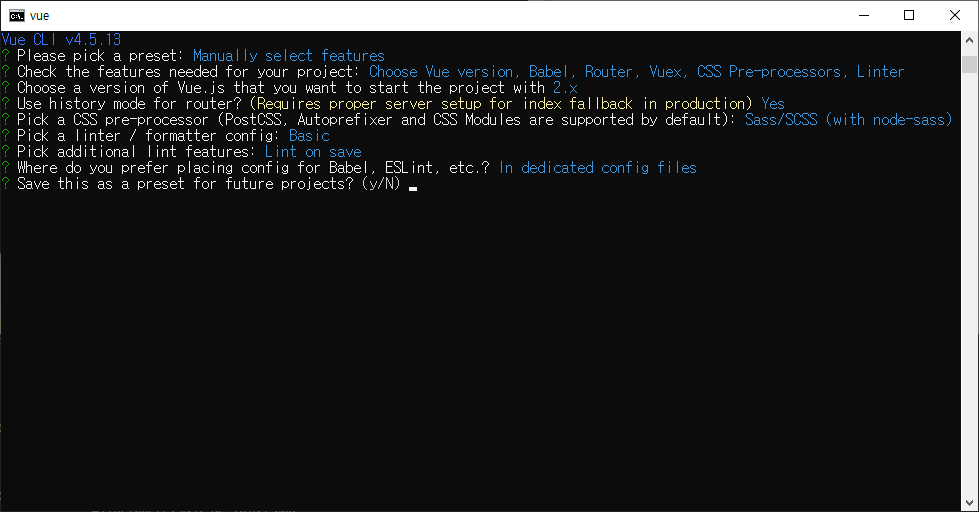 vue
Vue CLI v4.5.13
? Please pick a preset: Manually select features
? Check the features needed for your project: Choose Vue version, Babel, Router, Vuex, CSS Pre-processors, Linter
? Choose a version of Vue.js that you want to start the project with 2.x
? Use history mode for router? (Requires proper server setup for index fallback in production) Yes
? Pick a CSS pre-processor (PostCSS, Autoprefixer and CSS Modules are supported by default): Sass/SCSS (with node-sass)
? Pick a linter / formatter config: Basic
? Pick additional lint features: Lint on save
? Where do you prefer placing config for Babel, ESLint, etc.? In dedicated config files
? Save this as a preset for future projects? (y/N)